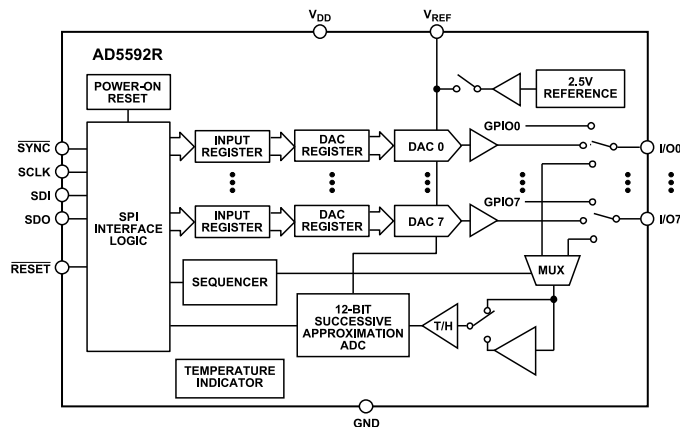 VDD
VREF
AD5592R
POWER-ON
RESET
2.5V
REFERENCE
SYNC
SCLK
SDI
SDO
RESET
SPI
INTERFACE
LOGIC
INPUT
REGISTER
DAC
REGISTER
DAC 0
GPIO0
I/O0
INPUT
REGISTER
DAC
REGISTER
DAC 7
GPIO7
I/O7
SEQUENCER
MUX
12-BIT
SUCCESSIVE
APPROXIMATION
ADC
T/H
TEMPERATURE
INDICATOR
GND